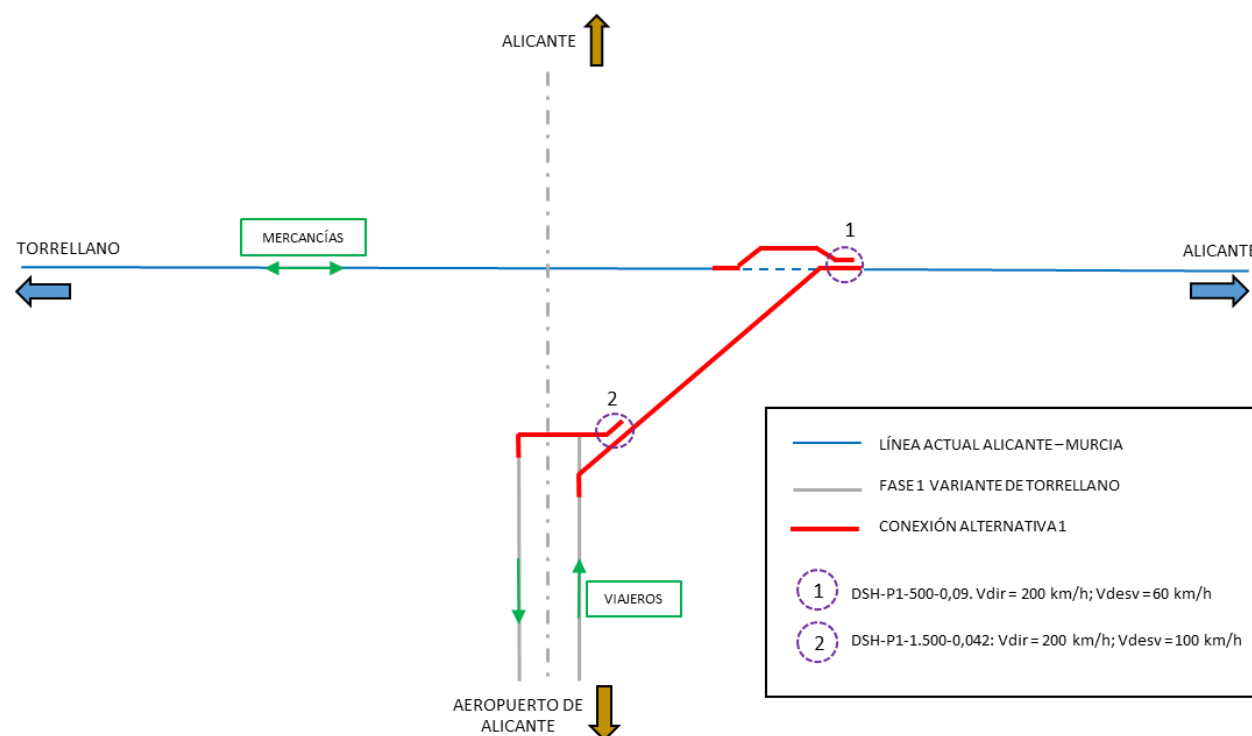 ALICANTE
1
MERCANCÍAS
TORRELLANO
ALICANTE
2
LÍNEA ACTUAL ALICANTE–MURCIA
FASE 1 VARIANTE DE TORRELLANO
CONEXIÓN ALTERNATIVA 1
1 DSH-P1-500-0,09. Vdir = 200 km/h; Vdesv = 60 km/h
VIAJEROS
2 DSH-P1-1.500-0,042: Vdir = 200 km/h; Vdesv = 100 km/h
AEROPUERTO DE
ALICANTE